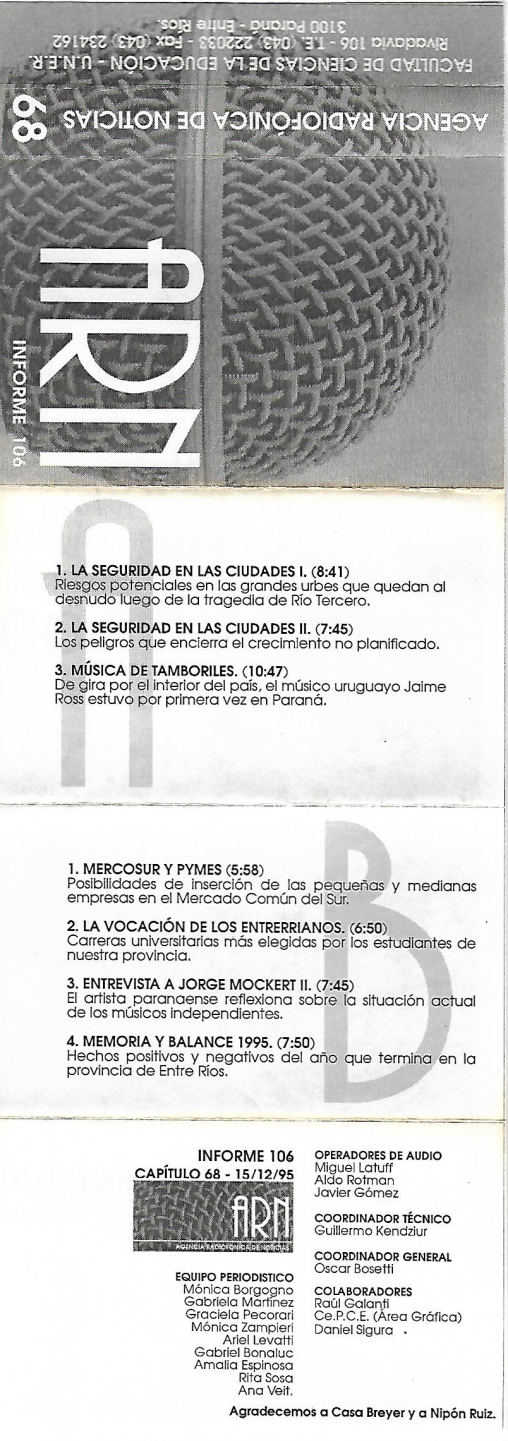 3100 Paraná - Entre Ríos.
Rivadavia 106 - T.E. (043) 222033 - Fax (043) 234162
FACULTAD DE CIENCIAS DE LA EDUCACIÓN - U.N.E.R.
AGENCIA RADIOFÓNICA DE NOTICIAS 68
ARN
INFORME 106
A
1. LA SEGURIDAD EN LAS CIUDADES I. (8:41)
Riesgos potenciales en las grandes urbes que quedan al
desnudo luego de la tragedia de Río Tercero.
2. LA SEGURIDAD EN LAS CIUDADES II. (7:45)
Los peligros que encierra el crecimiento no planificado.
3. MÚSICA DE TAMBORILES. (10:47)
De gira por el interior del país, el músico uruguayo Jaime
Ross estuvo por primera vez en Paraná.
B
1. MERCOSUR Y PYMES (5:58)
Posibilidades de inserción de las pequeñas y medianas
empresas en el Mercado Común del Sur.
2. LA VOCACIÓN DE LOS ENTRERRIANOS. (6:50)
Carreras universitarias más elegidas por los estudiantes de
nuestra provincia.
3. ENTREVISTA A JORGE MOCKERT II. (7:45)
El artista paranaense reflexiona sobre la situación actual
de los músicos independientes.
4. MEMORIA Y BALANCE 1995. (7:50)
Hechos positivos y negativos del año que termina en la
provincia de Entre Ríos.
INFORME 106
CAPÍTULO 68 - 15/12/95
ARN
AGENCIA RADIOFONICA DE NOTICIAS
EQUIPO PERIODISTICO
Mónica Borgogno
Gabriela Martínez
Graciela Pecorari
Mónica Zampieri
Ariel Levatti
Gabriel Bonaluc
Amalia Espinosa
Rita Sosa
Ana Veit.
OPERADORES DE AUDIO
Miguel Latuff
Aldo Rotman
Javier Gómez
COORDINADOR TÉCNICO
Guillermo Kendziur
COORDINADOR GENERAL
Oscar Bosetti
COLABORADORES
Raúl Galanti
Ce.P.C.E. (Área Gráfica)
Daniel Sigura
Agradecemos a Casa Breyer y a Nipón Ruiz.